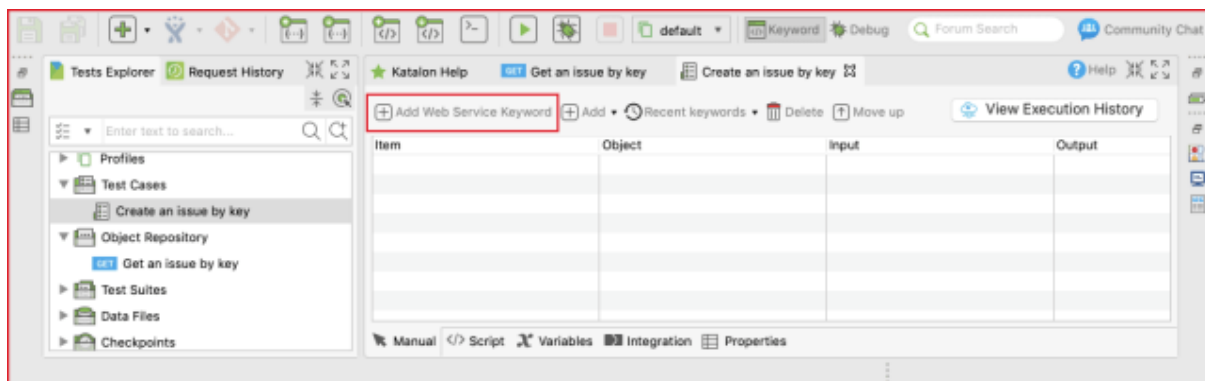 default
Keyword
Debug
Forum Search
Community Chat
Tests Explorer
Request History
Katalon Help
GET Get an issue by key
Create an issue by key
Help
Add Web Service Keyword
Add
Recent keywords
Delete
Move up
View Execution History
Enter text to search...
Item Object Input Output
Profiles
Test Cases
Create an issue by key
Object Repository
GET Get an issue by key
Test Suites
Data Files
Checkpoints
Manual </> Script Variables Integration Properties